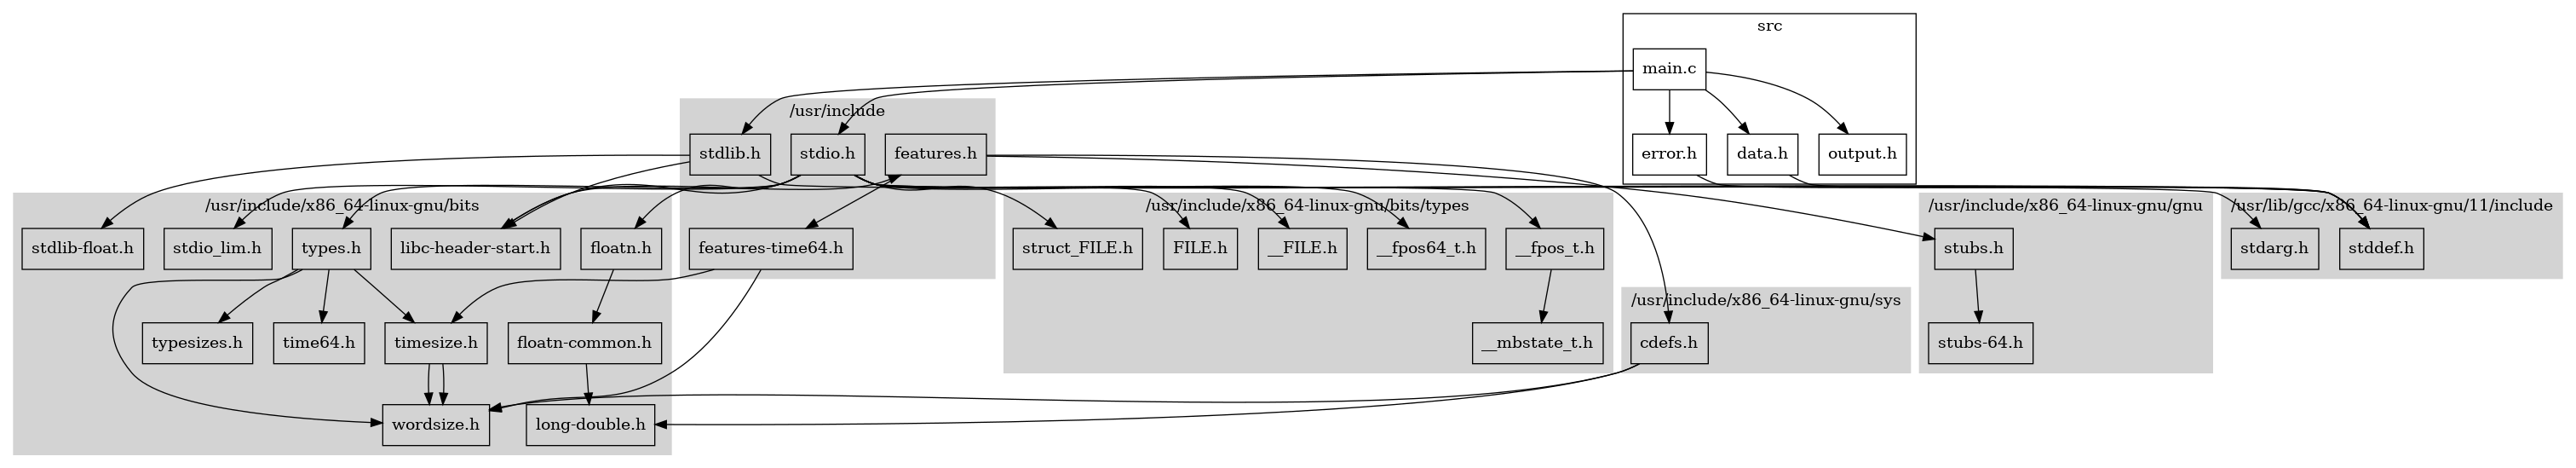 src
main.c
/usr/include
stdlib.h
stdio.h
features.h
error.h
data.h
output.h
/usr/include/x86_64-linux-gnu/bits
/usr/include/x86_64-linux-gnu/bits/types
/usr/include/x86_64-linux-gnu/gnu
/usr/lib/gcc/x86_64-linux-gnu/11/include
stdlib-float.h
stdio_lim.h
types.h
libc-header-start.h
floatn.h
features-time64.h
struct_FILE.h
FILE.h
__FILE.h
__fpos64_t.h
__fpos_t.h
stubs.h
stdarg.h
stddef.h
/usr/include/x86_64-linux-gnu/sys
typesizes.h
time64.h
timesize.h
floatn-common.h
__mbstate_t.h
cdefs.h
stubs-64.h
wordsize.h
long-double.h